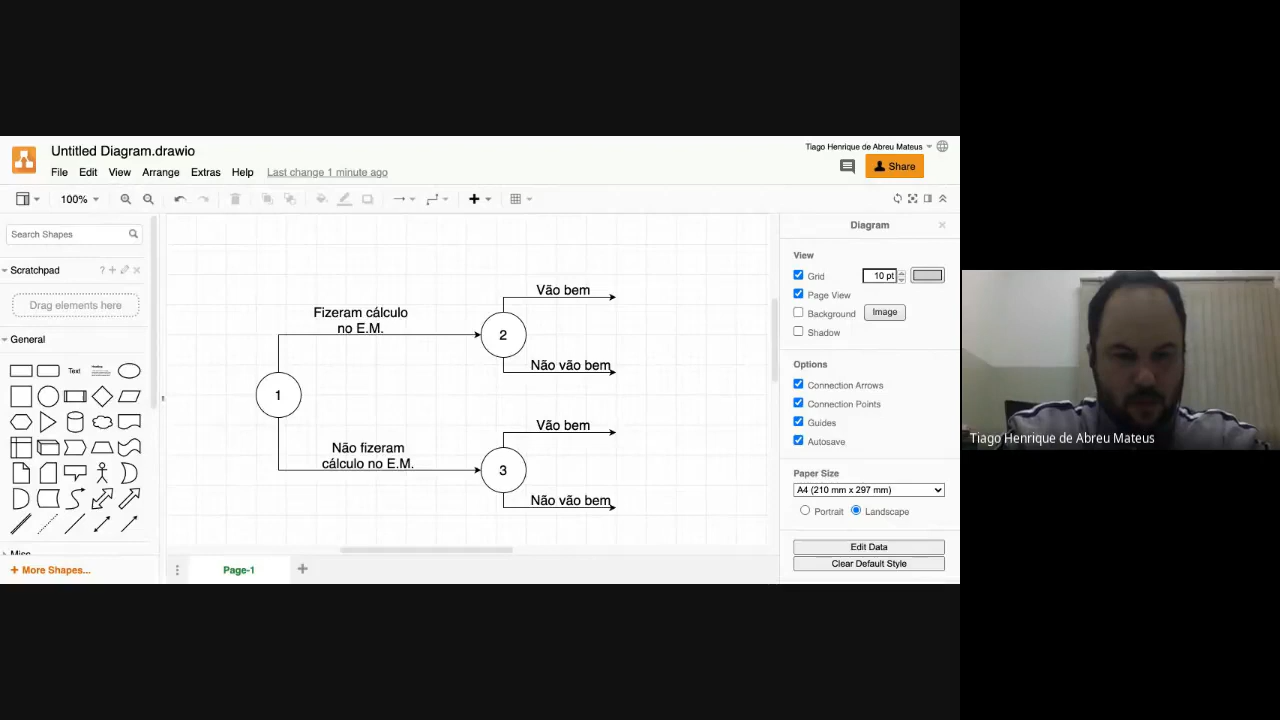 Untitled Diagram.drawio
Tiago Henrique de Abreu Mateus
File Edit View Arrange Extras Help Last change 1 minute ago
Share
100%
Search Shapes
Scratchpad
?
Drag elements here
General
Text
Heading
Misc
+ More Shapes...
Fizeram cálculo
no E.M.
Vão bem
2
Não vão bem
1
Não fizeram
cálculo no E.M.
Vão bem
3
Não vão bem
Page-1
Diagram
View
Grid 10 pt
Page View
Background Image
Shadow
Options
Connection Arrows
Connection Points
Guides
Autosave
Paper Size
A4 (210 mm x 297 mm)
Portrait Landscape
Edit Data
Clear Default Style
Tiago Henrique de Abreu Mateus